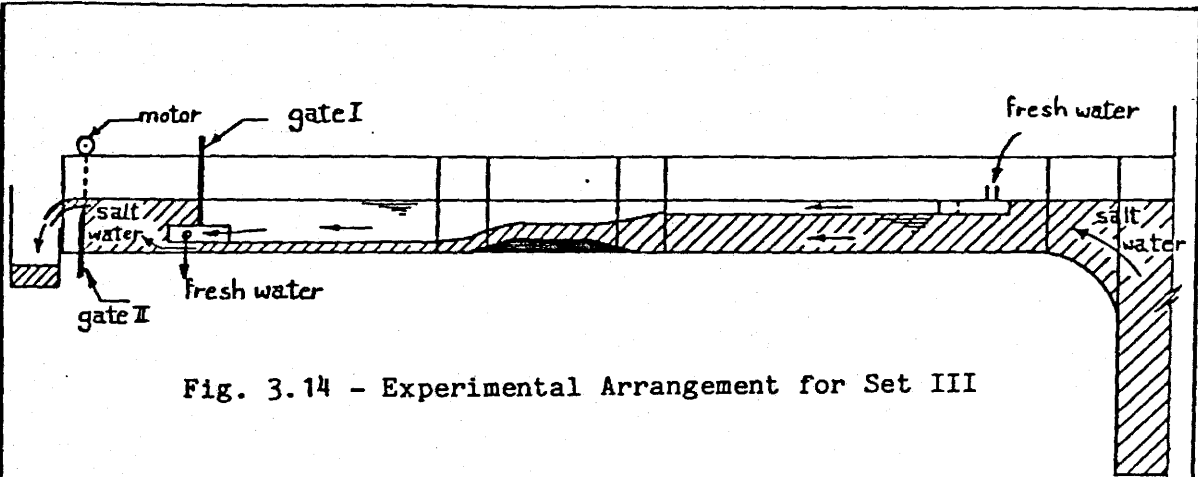 motor
gate I
fresh water
salt
water
salt
water
fresh water
gate II
Fig. 3.14 - Experimental Arrangement for Set III